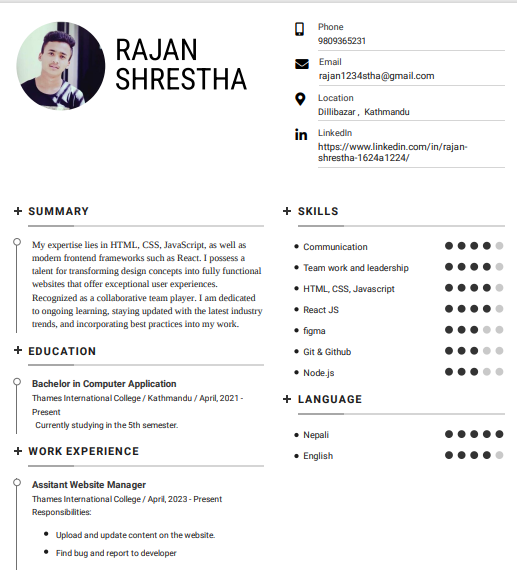 RAJAN
SHRESTHA
Phone
9809365231
Email
rajan1234stha@gmail.com
Location
Dillibazar , Kathmandu
LinkedIn
https://www.linkedin.com/in/rajan-
shrestha-1624a1224/
SUMMARY
My expertise lies in HTML, CSS, JavaScript, as well as
modern frontend frameworks such as React. I possess a
talent for transforming design concepts into fully functional
websites that offer exceptional user experiences.
Recognized as a collaborative team player. I am dedicated
to ongoing learning, staying updated with the latest industry
trends, and incorporating best practices into my work.
EDUCATION
Bachelor in Computer Application
Thames International College / Kathmandu / April, 2021 -
Present
Currently studying in the 5th semester.
WORK EXPERIENCE
Assitant Website Manager
Thames International College / April, 2023 - Present
Responsibilities:
Upload and update content on the website.
Find bug and report to developer
SKILLS
Communication
Team work and leadership
HTML, CSS, Javascript
React JS
figma
Git & Github
Node.js
LANGUAGE
Nepali
English